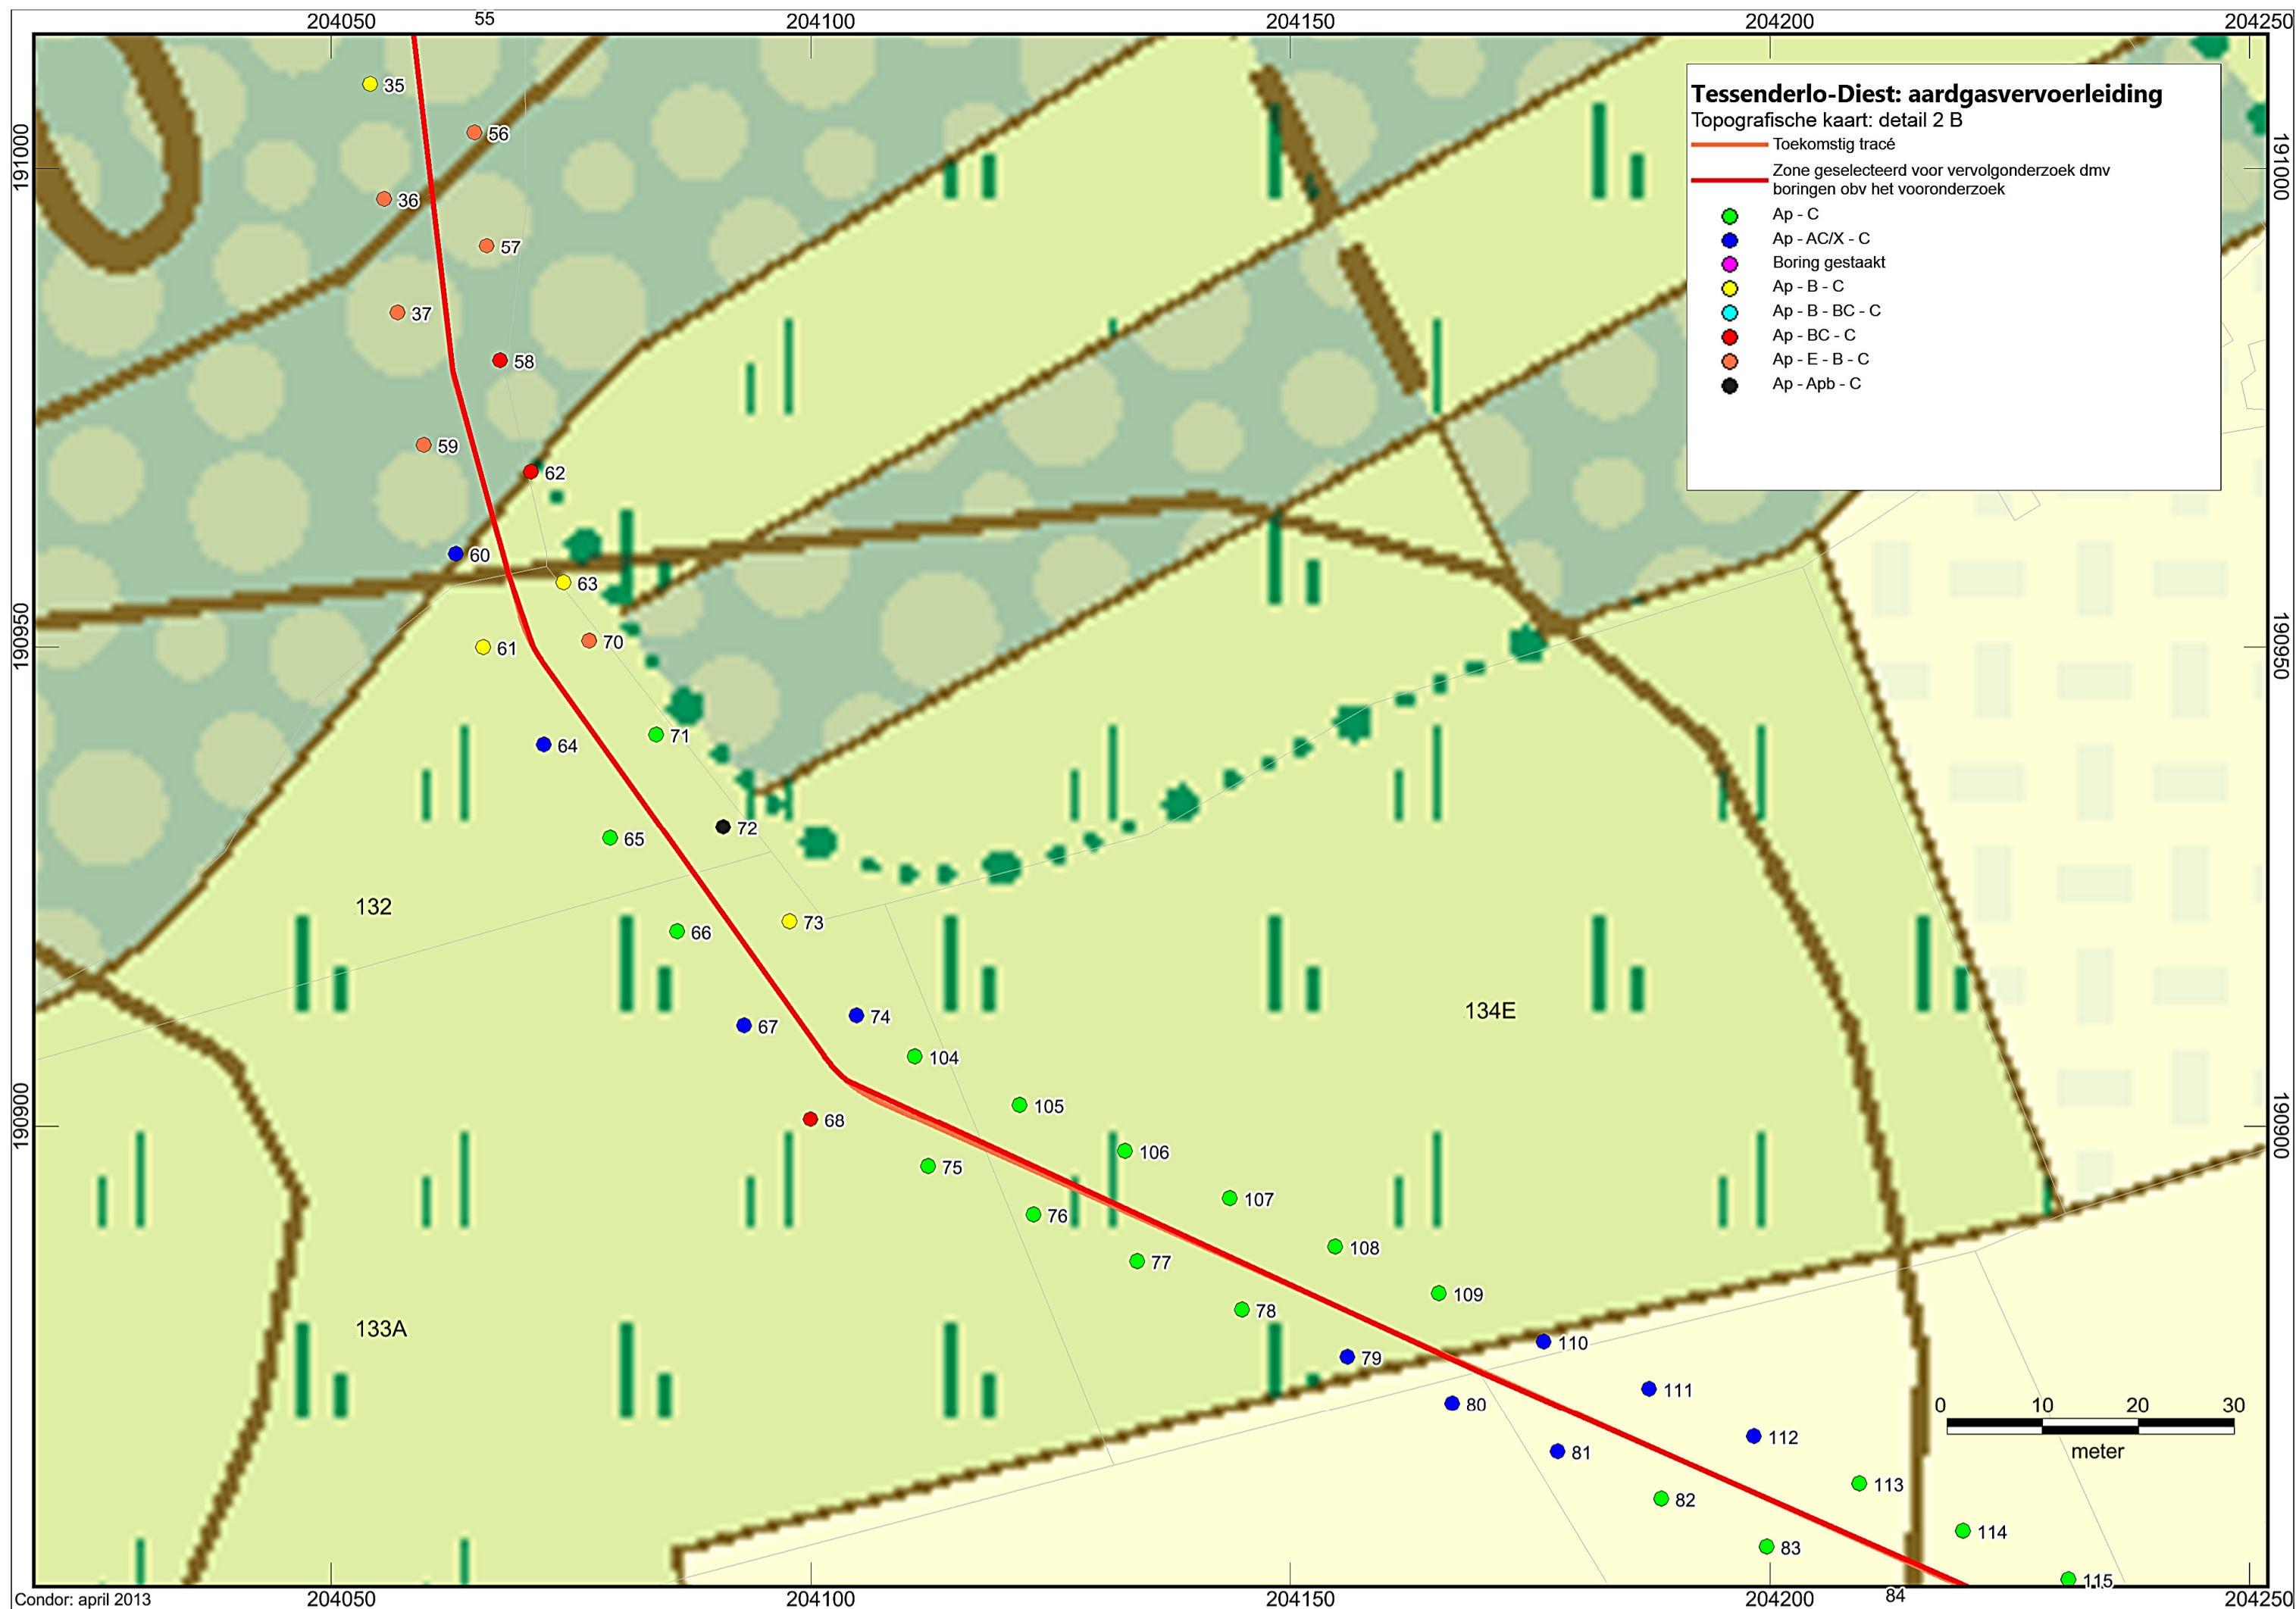 204050 55 204100 204150 204200 204250
Tessenderlo-Diest: aardgasvervoerleiding
Topografische kaart: detail 2 B
Toekomstig tracé
Zone geselecteerd voor vervolgonderzoek dmv
boringen obv het vooronderzoek
Ap - C
Ap - AC/X - C
Boring gestaakt
Ap - B - C
Ap - B - BC - C
Ap - BC - C
Ap - E - B - C
Ap - Apb - C
35
56
191000 191000
36
57
37
58
59
62
60
63
61
70
190950 190950
71
64
72
65
132
73
66
134E
74
67
104
105
68
190900 190900
106
75
107
76
108
77
109
78
133A
110
79
111
80
0 10 20 30
meter
112
81
113
82
114
83
115
84
Condor: april 2013
204050 204100 204150 204200 204250